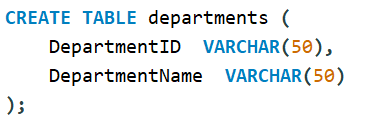 CREATE TABLE departments (
    DepartmentID  VARCHAR(50),
    DepartmentName  VARCHAR(50)
);